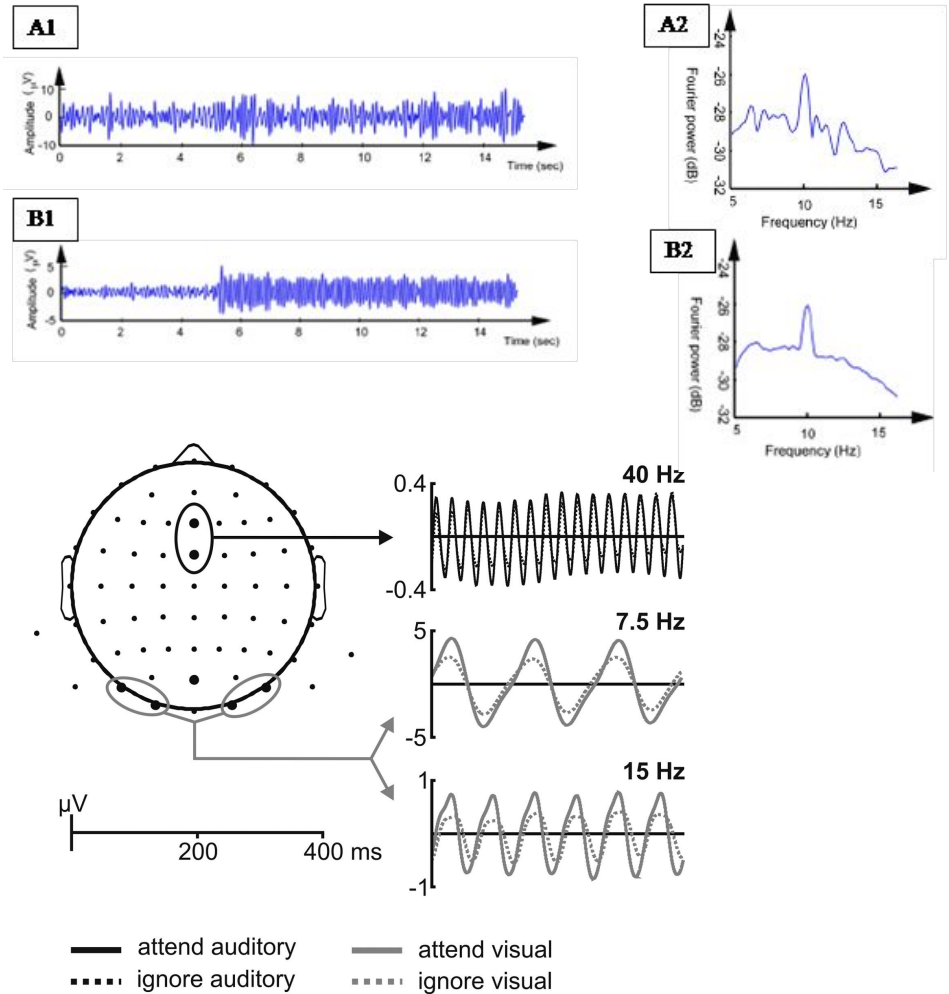 A1
Amplitude (µV)
10
0
-10
0 2 4 6 8 10 12 14
Time (sec)
A2
Fourier power (dB)
-24
-26
-28
-30
-32
5 10 15
Frequency (Hz)
B1
Amplitude (µV)
5
0
-5
0 2 4 6 8 10 12 14
Time (sec)
B2
Fourier power (dB)
-24
-26
-28
-30
-32
5 10 15
Frequency (Hz)
40 Hz
0.4
-0.4
7.5 Hz
5
-5
15 Hz
1
-1
µV
200 400 ms
attend auditory
ignore auditory
attend visual
ignore visual